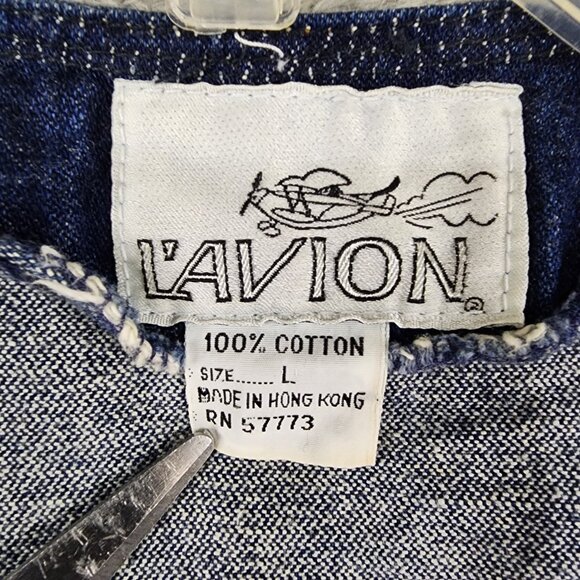 L'AVION®
100% COTTON
SIZE....... L
MADE IN HONG KONG
RN 57773